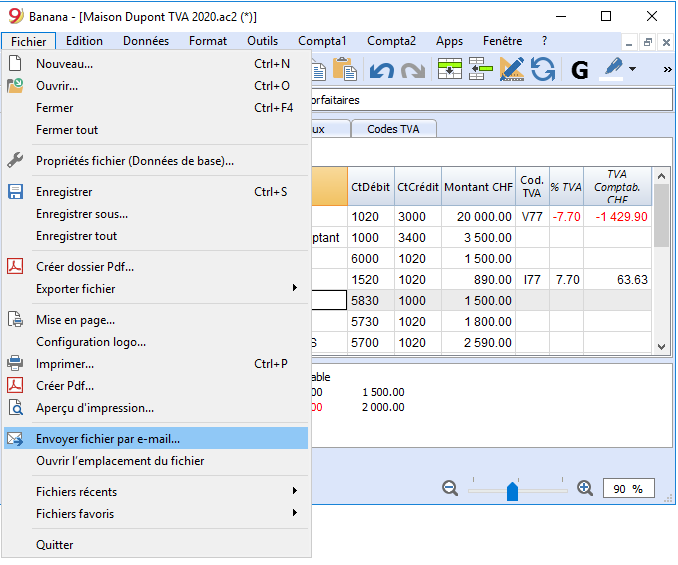 Banana - [Maison Dupont TVA 2020.ac2 (*)]
Fichier Edition Données Format Outils Compta1 Compta2 Apps Fenêtre ?
Nouveau... Ctrl+N
Ouvrir... Ctrl+O
Fermer Ctrl+F4
Fermer tout
Propriétés fichier (Données de base)...
Enregistrer Ctrl+S
Enregistrer sous...
Enregistrer tout
Créer dossier Pdf...
Exporter fichier
Mise en page...
Configuration logo...
Imprimer... Ctrl+P
Créer Pdf...
Aperçu d'impression...
Envoyer fichier par e-mail...
Ouvrir l'emplacement du fichier
Fichiers récents
Fichiers favoris
Quitter
G »
orfaitaires
ux Codes TVA
CtDébit CtCrédit Montant CHF Cod. TVA % TVA TVA Comptab. CHF
1020 3000 20 000.00 V77 -7.70 -1 429.90
ptant 1000 3400 3 500.00
6000 1020 1 500.00
1520 1020 890.00 I77 7.70 63.63
5830 1000 1 500.00
5730 1020 1 800.00
S 5700 1020 2 590.00
able
00 1 500.00
00 2 000.00
90 %